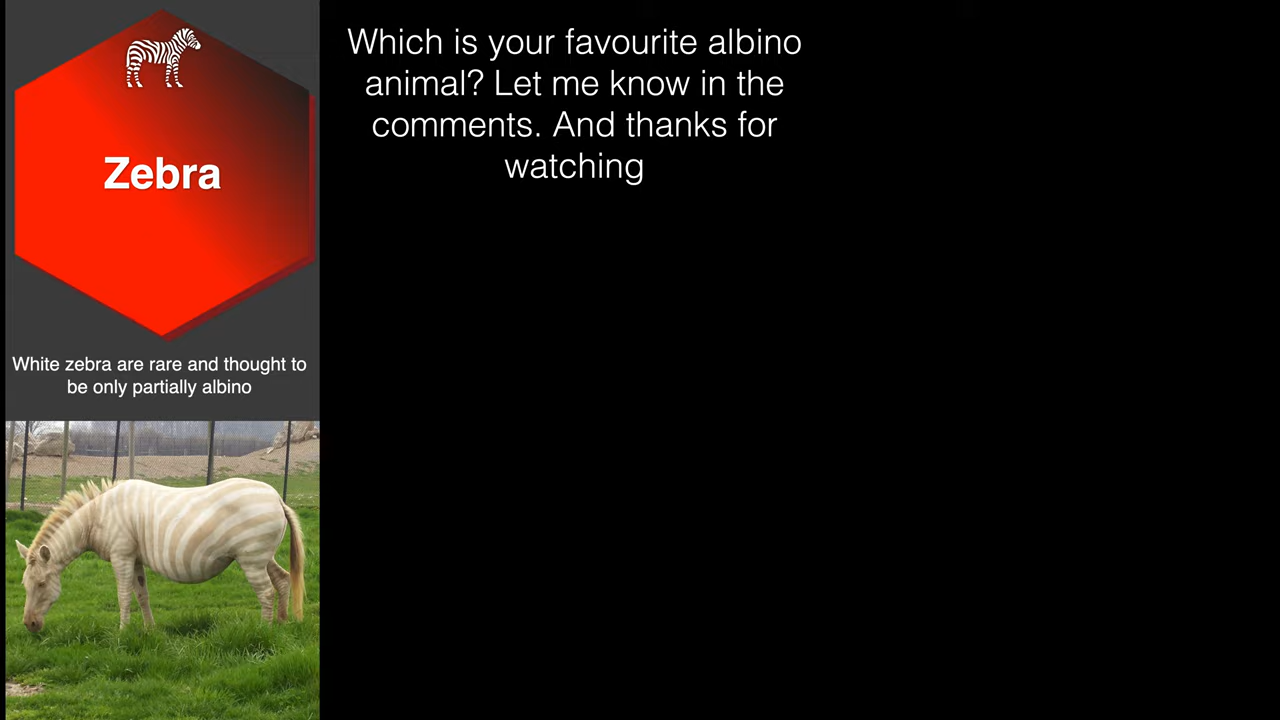 Zebra
White zebra are rare and thought to
be only partially albino
Which is your favourite albino
animal? Let me know in the
comments. And thanks for
watching